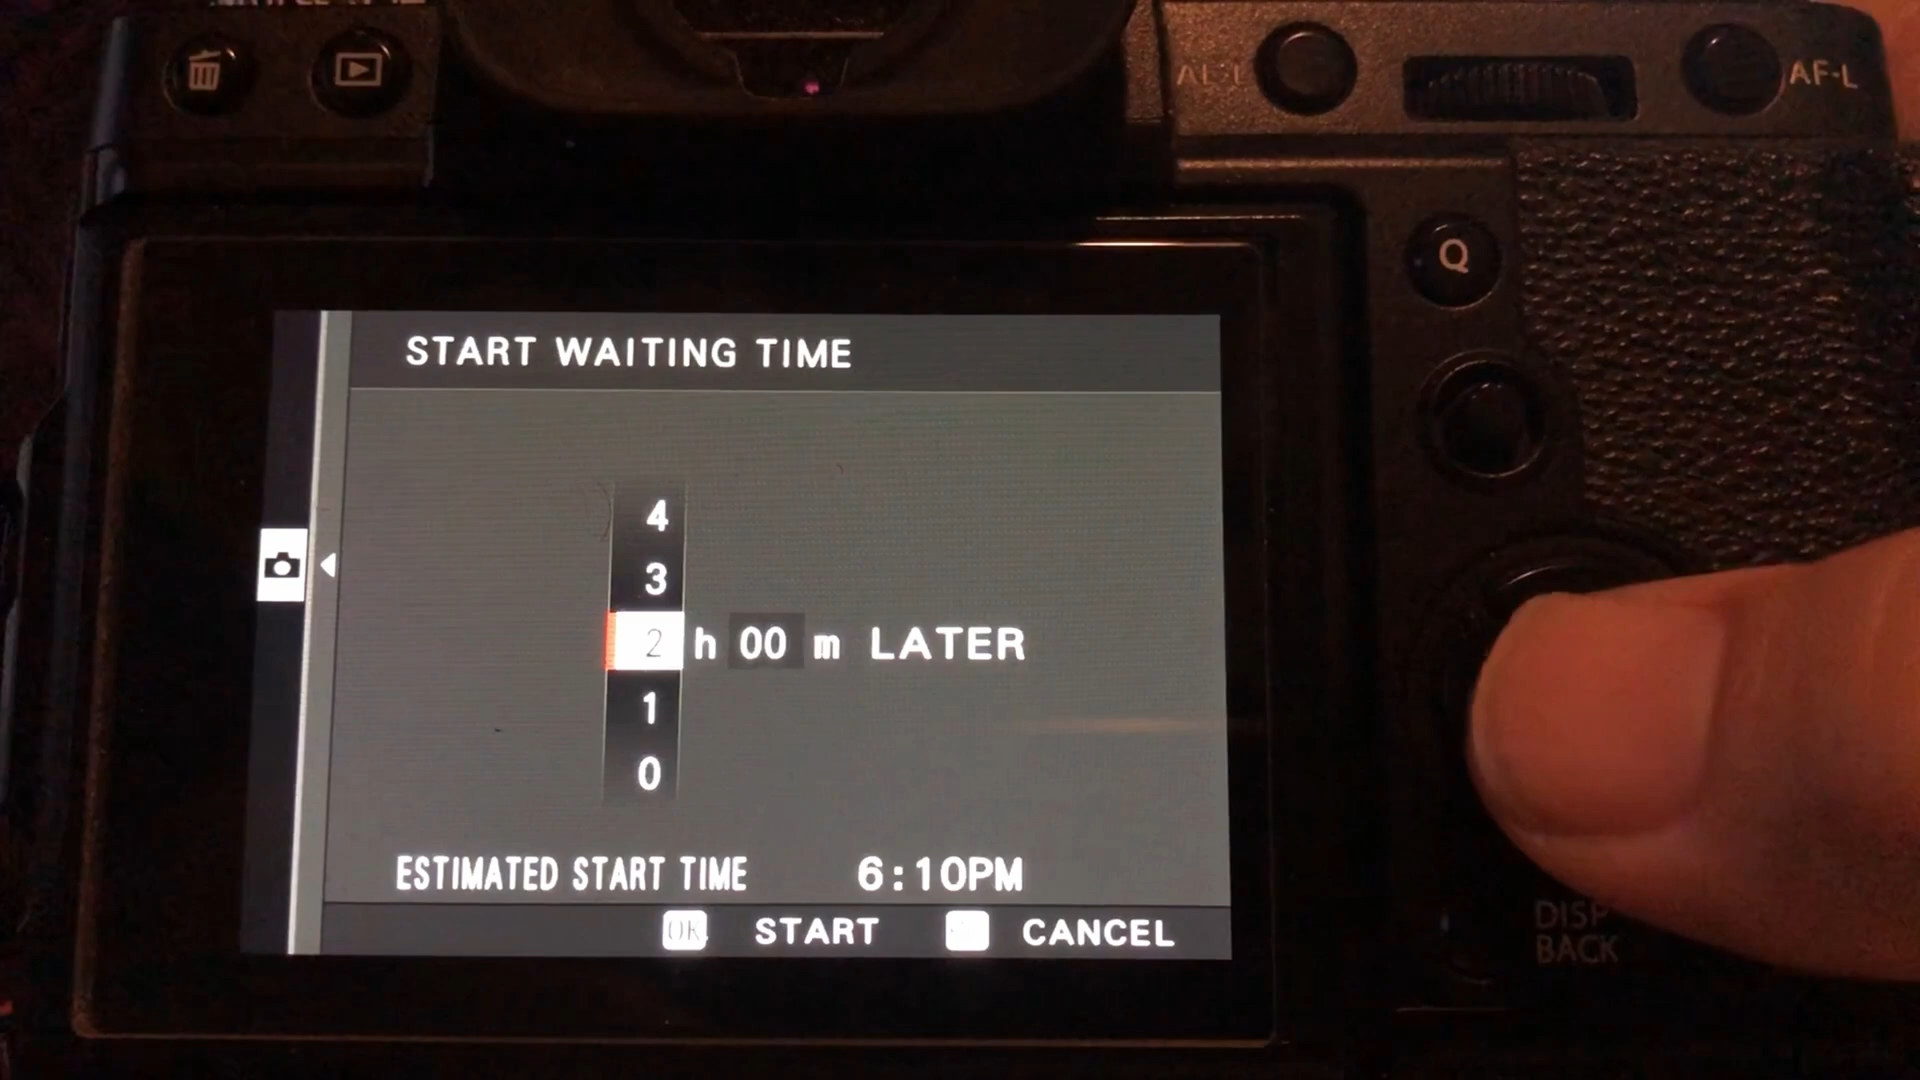 AE-L
AF-L
Q
START WAITING TIME
4
3
2 h 00 m LATER
1
0
ESTIMATED START TIME 6:10PM
OK START CANCEL
DISP
BACK